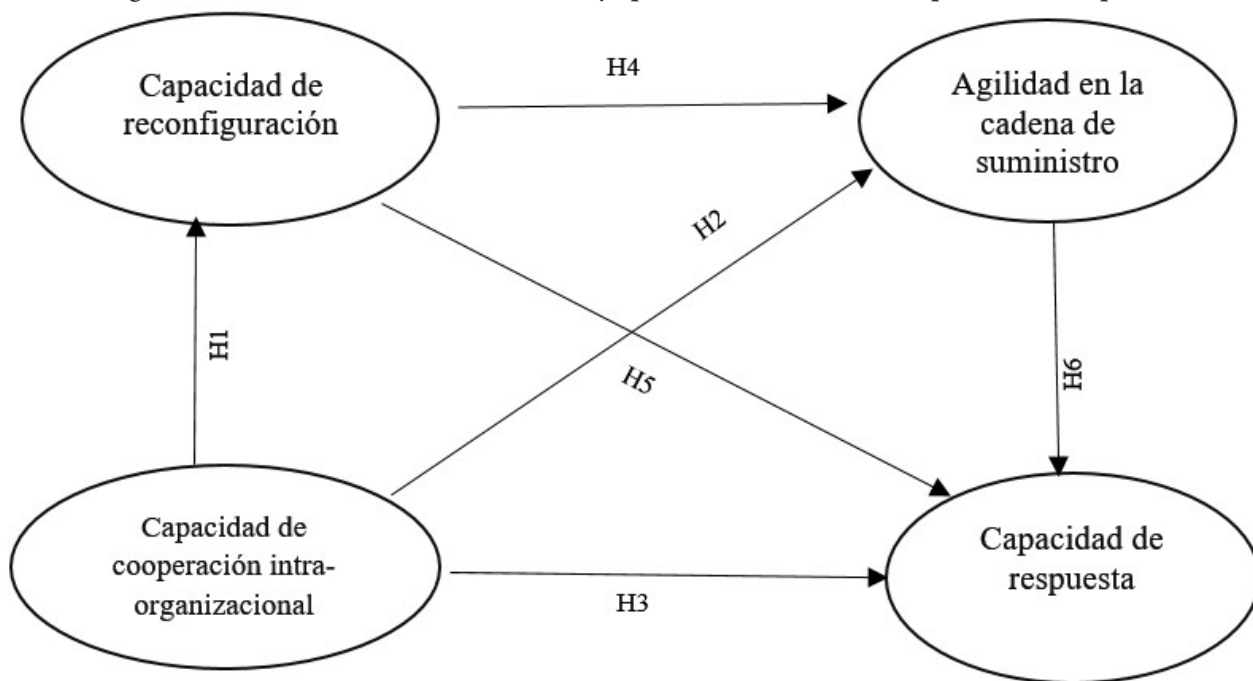 Capacidad de
reconfiguración
H4
Agilidad en la
cadena de
suministro
H2
H1
H5
H6
Capacidad de
cooperación intra-
organizacional
H3
Capacidad de
respuesta